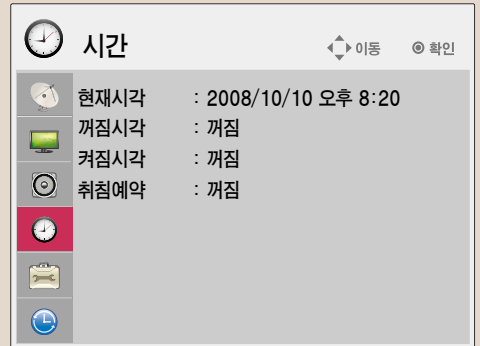 시간
이동 확인
현재시각 : 2008/10/10 오후 8:20
꺼짐시각 : 꺼짐
켜짐시각 : 꺼짐
취침예약 : 꺼짐